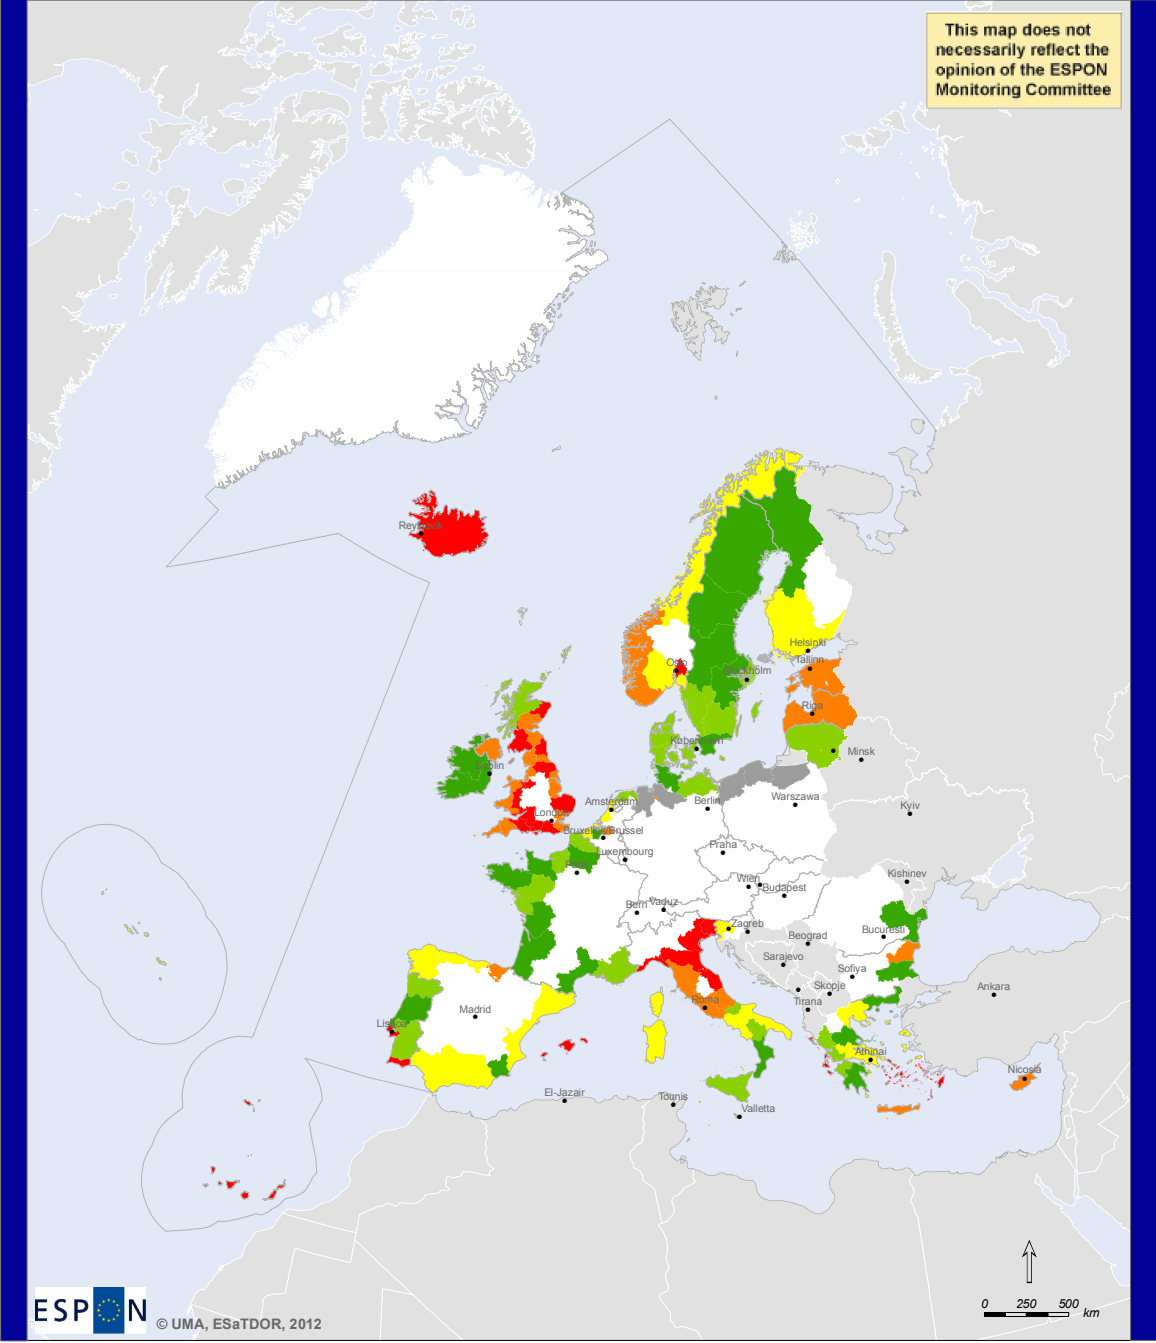 This map does not
necessarily reflect the
opinion of the ESPON
Monitoring Committee
Reykjavik
Helsinki
Oslo
Tallinn
Stockholm
Riga
København
Minsk
Dublin
Amsterdam
Berlin
Warszawa
London
Kyiv
Bruxelles/Brussel
Luxembourg
Praha
Paris
Kishinev
Wien
Budapest
Bern
Vaduz
Zagreb
Beograd
Bucuresti
Sarajevo
Sofiya
Skopje
Ankara
Roma
Tirana
Madrid
Lisboa
Athinai
Nicosia
El-Jazair
Tounis
Valletta
0 250 500
km
ESPON
© UMA, ESaTDOR, 2012